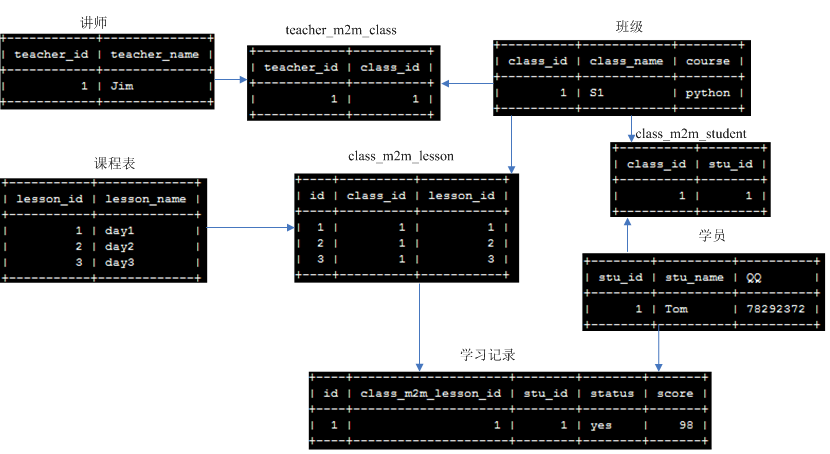 讲师
teacher_m2m_class
班级
| teacher_id | teacher_name |
| 1 | Jim |
| teacher_id | class_id |
| 1 | 1 |
| class_id | class_name | course |
| 1 | S1 | python |
class_m2m_student
| class_id | stu_id |
| 1 | 1 |
课程表
class_m2m_lesson
| lesson_id | lesson_name |
| 1 | day1 |
| 2 | day2 |
| 3 | day3 |
| id | class_id | lesson_id |
| 1 | 1 | 1 |
| 2 | 1 | 2 |
| 3 | 1 | 3 |
学员
| stu_id | stu_name | QQ |
| 1 | Tom | 78292372 |
学习记录
| id | class_m2m_lesson_id | stu_id | status | score |
| 1 | 1 | 1 | yes | 98 |